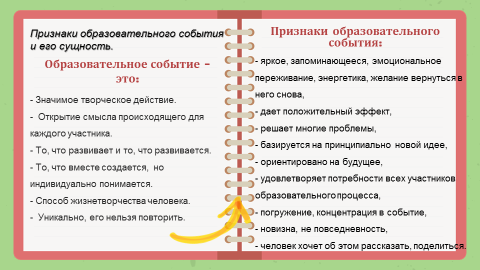 Признаки образовательного события
и его сущность.
Образовательное событие –
это:
- Значимое творческое действие.
- Открытие смысла происходящего для
каждого участника.
- То, что развивает и то, что развивается.
- То, что вместе создается, но
индивидуально понимается.
- Способ жизнетворчества человека.
- Уникально, его нельзя повторить.
Признаки образовательного
события:
- яркое, запоминающееся, эмоциональное
переживание, энергетика, желание вернуться в
него снова,
- дает положительный эффект,
- решает многие проблемы,
- базируется на принципиально новой идее,
- ориентировано на будущее,
- удовлетворяет потребности всех участников
образовательного процесса,
- погружение, концентрация в событие,
- новизна, не повседневность,
- человек хочет об этом рассказать, поделиться.